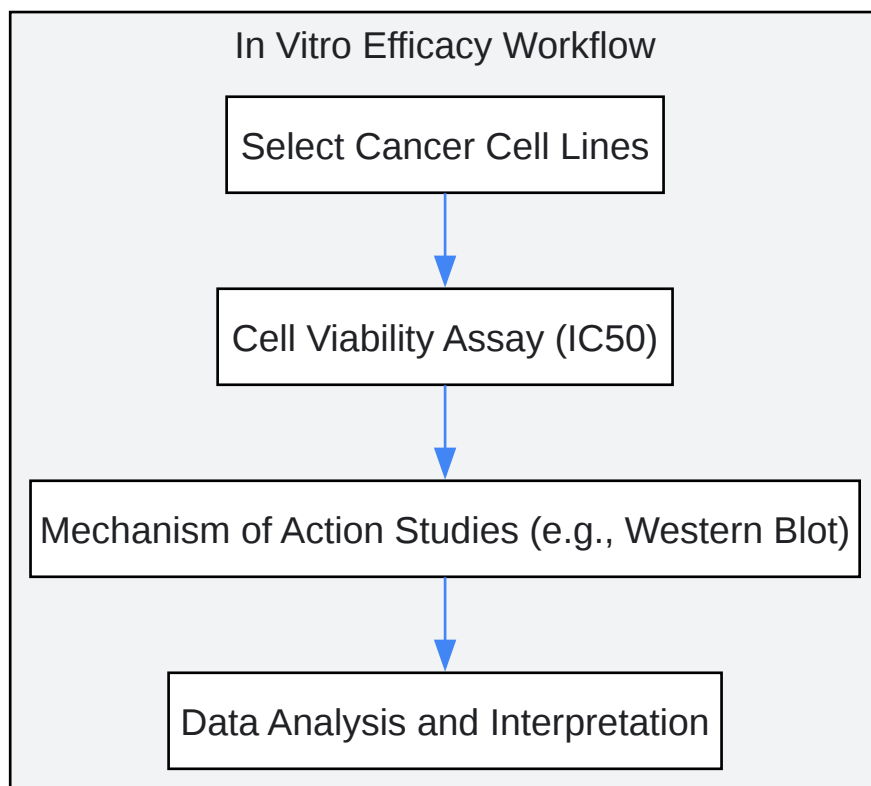 In Vitro Efficacy Workflow
Select Cancer Cell Lines
Cell Viability Assay (IC50)
Mechanism of Action Studies (e.g., Western Blot)
Data Analysis and Interpretation